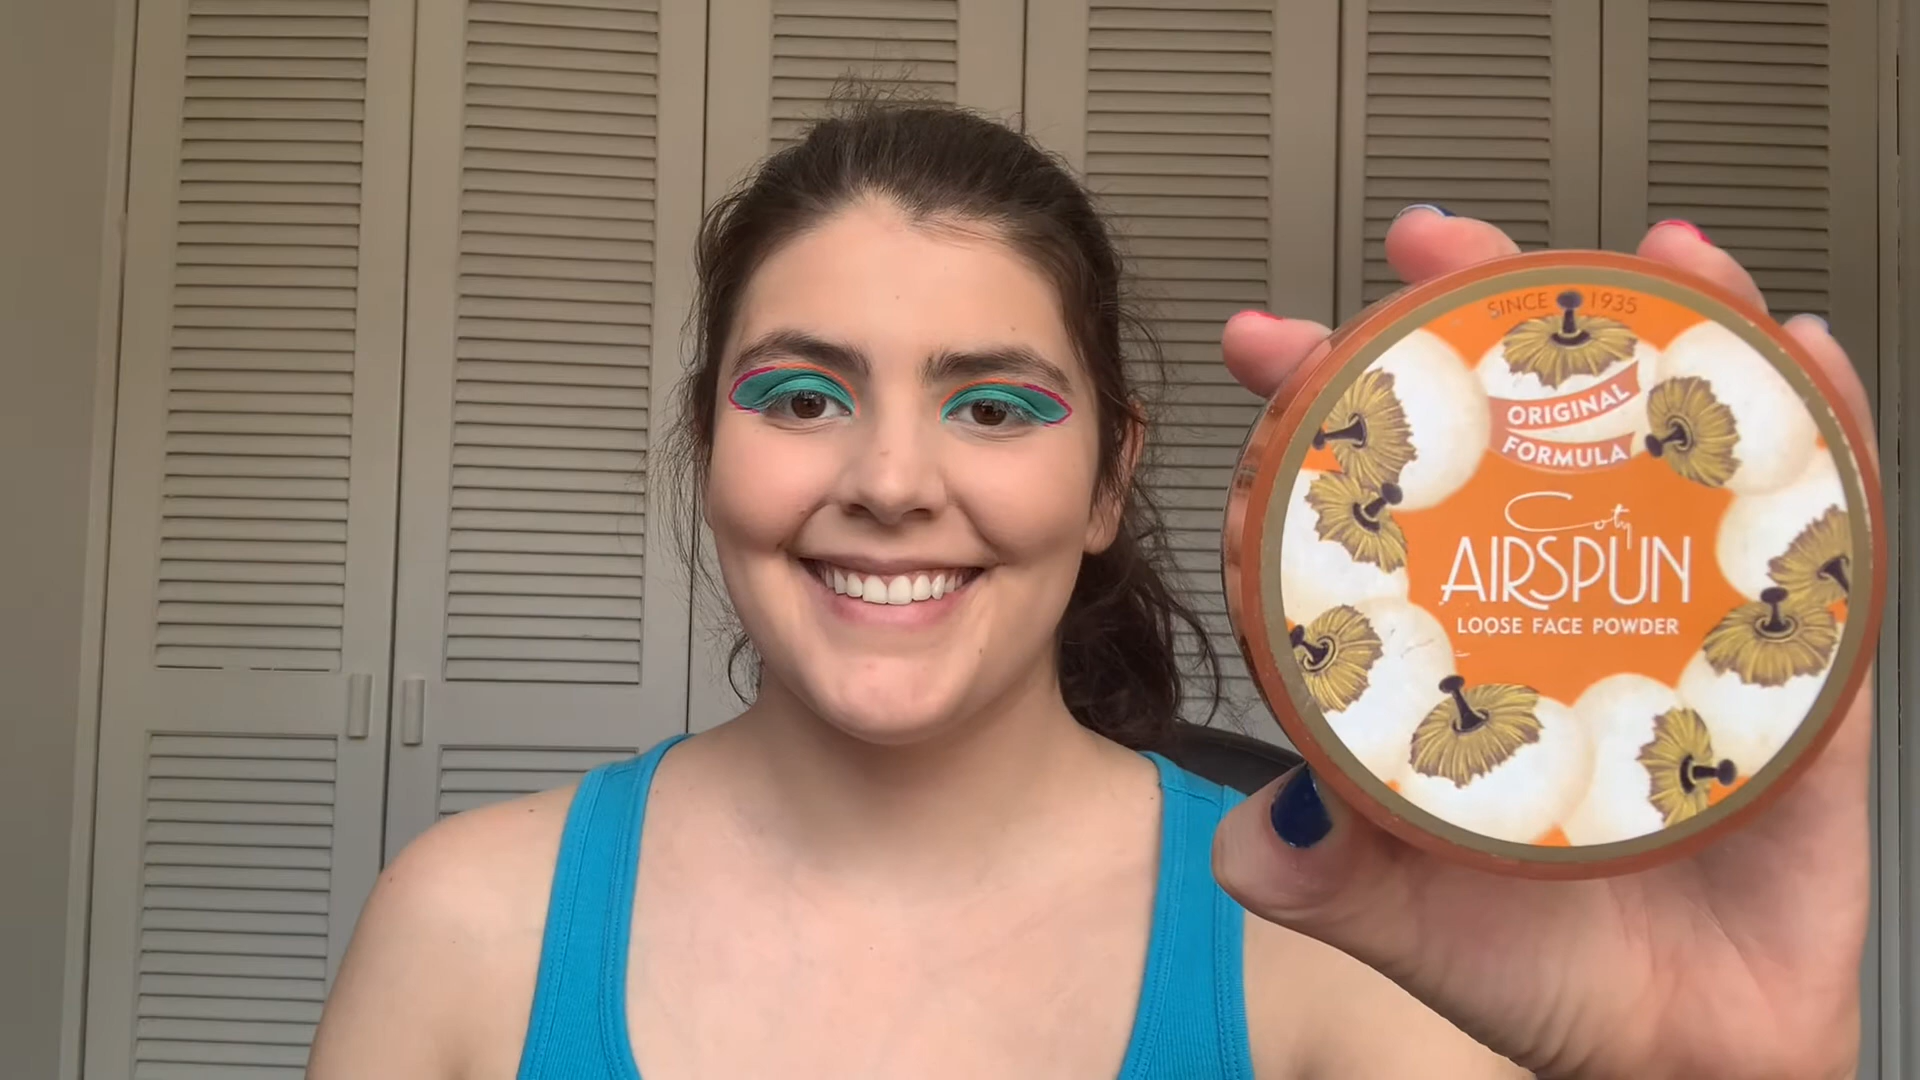 SINCE 1935
ORIGINAL
FORMULA
Coty
AIRSPUN
LOOSE FACE POWDER